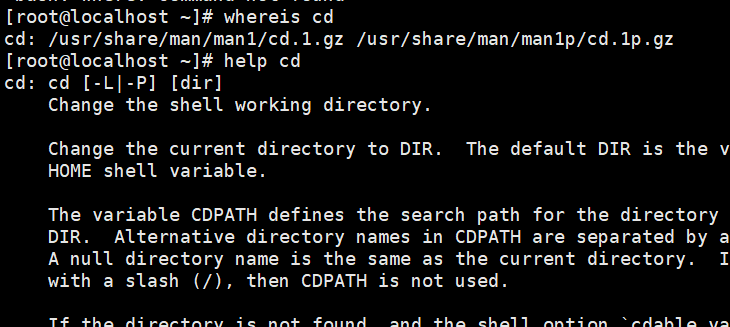 [root@localhost ~]# whereis cd
cd: /usr/share/man/man1/cd.1.gz /usr/share/man/man1p/cd.1p.gz
[root@localhost ~]# help cd
cd: cd [-L|-P] [dir]
    Change the shell working directory.

    Change the current directory to DIR.  The default DIR is the
    HOME shell variable.

    The variable CDPATH defines the search path for the directory
    DIR.  Alternative directory names in CDPATH are separated by a
    A null directory name is the same as the current directory.  I
    with a slash (/), then CDPATH is not used.

    If the directory is not found, and the shell option `cdable_va